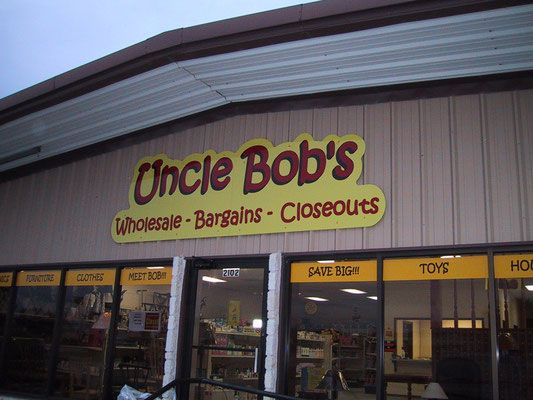 Uncle Bob's
Wholesale - Bargains - Closeouts
2102
FURNITURE
CLOTHES
MEET BOB!!!
SAVE BIG!!!
TOYS